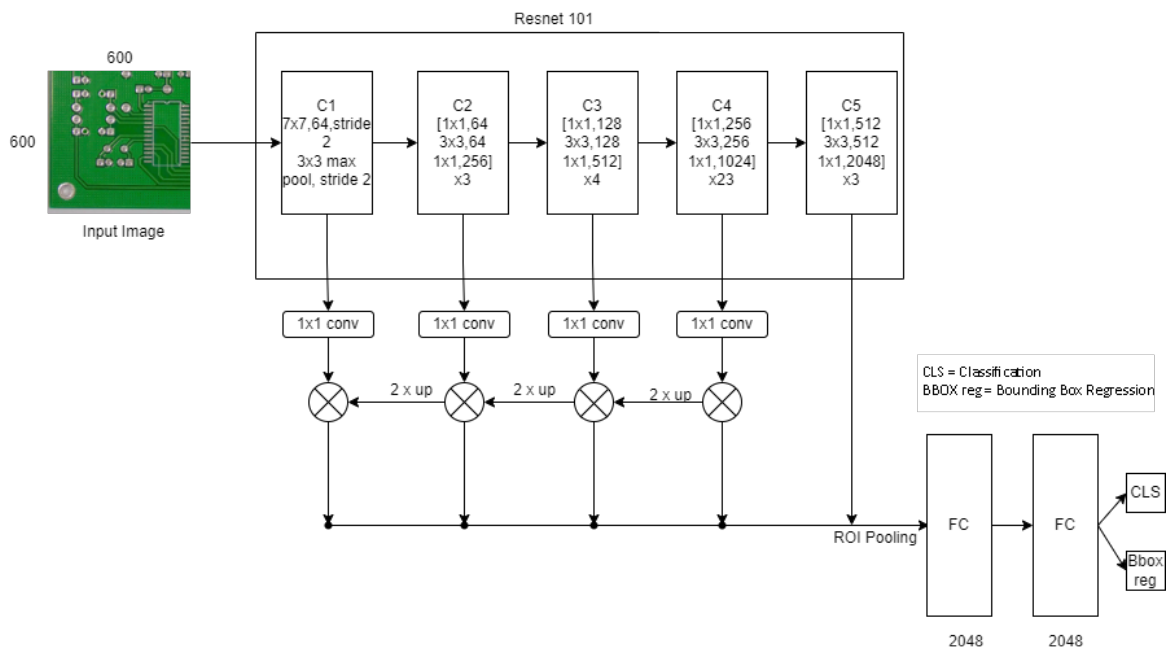 Resnet 101
600
600
Input Image
C1
7x7,64,stride
2
3x3 max
pool, stride 2
C2
[1x1,64
3x3,64
1x1,256]
x3
C3
[1x1,128
3x3,128
1x1,512]
x4
C4
[1x1,256
3x3,256
1x1,1024]
x23
C5
[1x1,512
3x3,512
1x1,2048]
x3
1x1 conv
1x1 conv
1x1 conv
1x1 conv
2 x up
2 x up
2 x up
CLS = Classification
BBOX reg = Bounding Box Regression
ROI Pooling
FC
FC
CLS
Bbox
reg
2048
2048